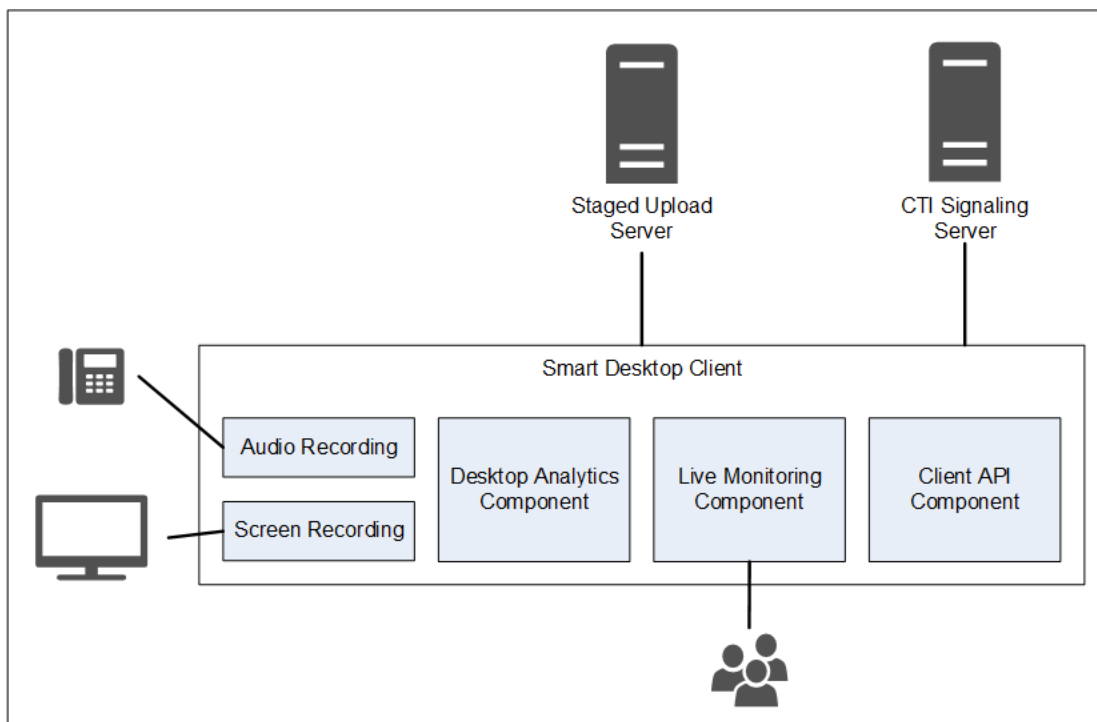 Staged Upload
Server
CTI Signaling
Server
Smart Desktop Client
Audio Recording
Screen Recording
Desktop Analytics
Component
Live Monitoring
Component
Client API
Component